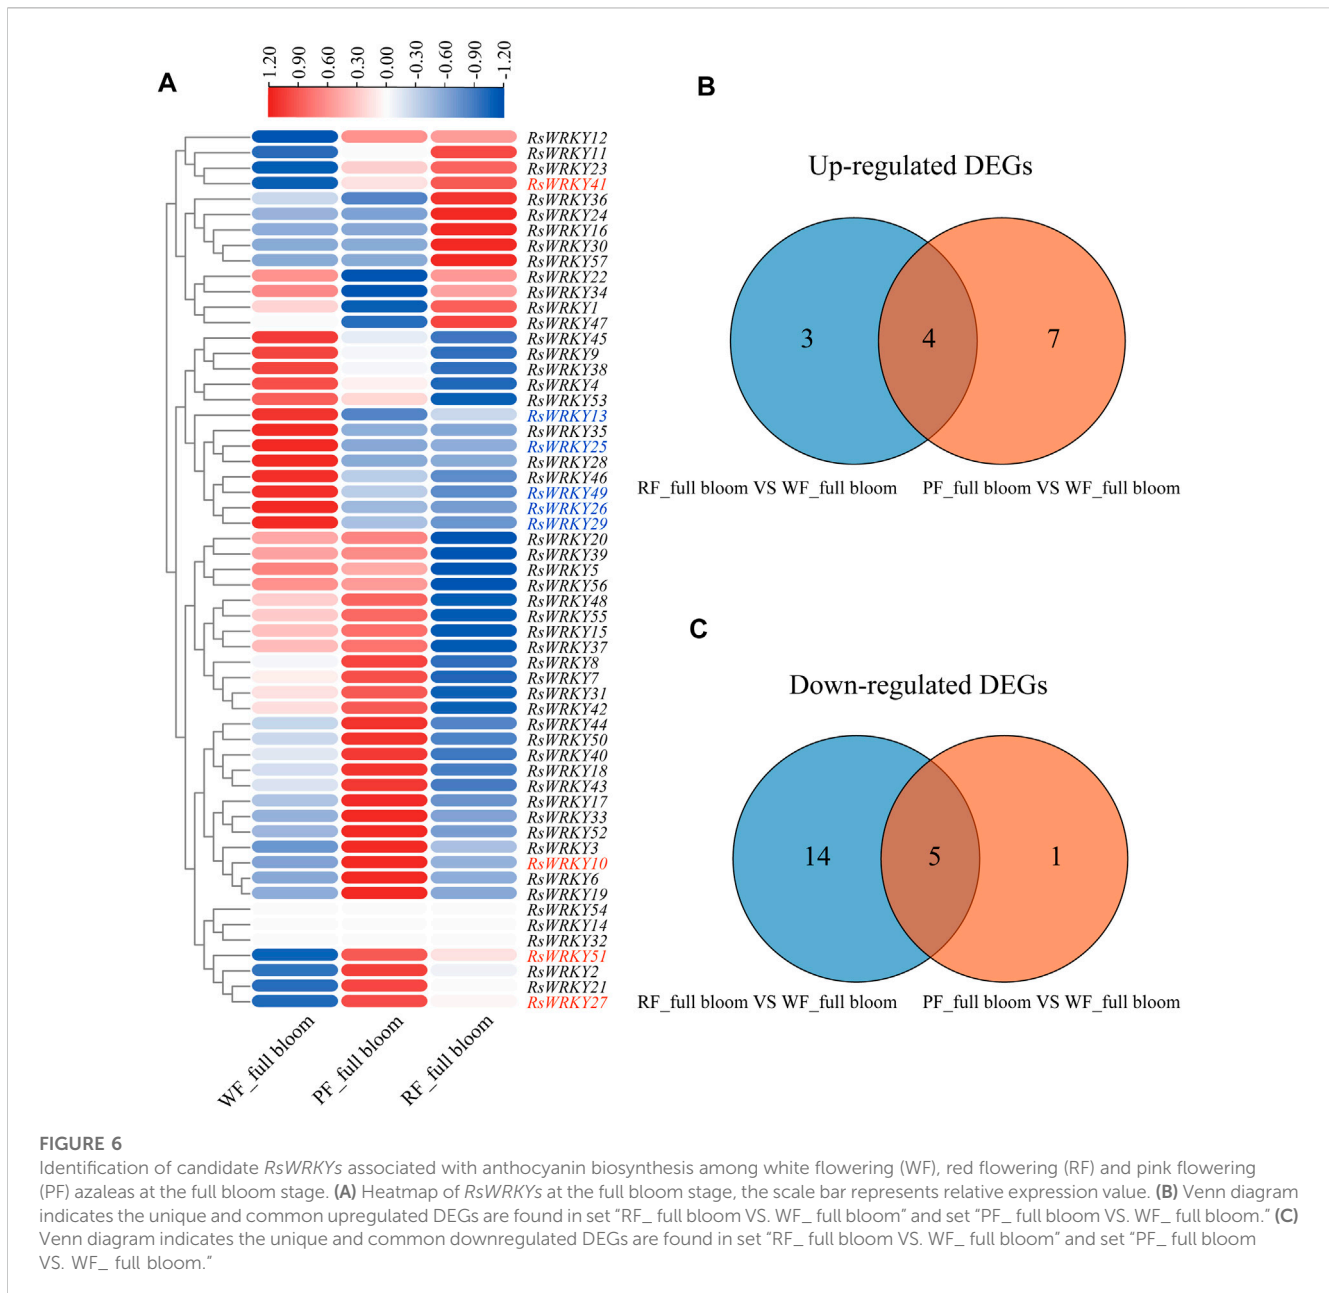 A
1.20
0.90
0.60
0.30
0.00
-0.30
-0.60
-0.90
-1.20
RsWRKY12
RsWRKY11
RsWRKY23
RsWRKY41
RsWRKY36
RsWRKY24
RsWRKY16
RsWRKY30
RsWRKY57
RsWRKY22
RsWRKY34
RsWRKY1
RsWRKY47
RsWRKY45
RsWRKY9
RsWRKY38
RsWRKY4
RsWRKY53
RsWRKY13
RsWRKY35
RsWRKY25
RsWRKY28
RsWRKY46
RsWRKY49
RsWRKY26
RsWRKY29
RsWRKY20
RsWRKY39
RsWRKY5
RsWRKY56
RsWRKY48
RsWRKY55
RsWRKY15
RsWRKY37
RsWRKY8
RsWRKY7
RsWRKY31
RsWRKY42
RsWRKY44
RsWRKY50
RsWRKY40
RsWRKY18
RsWRKY43
RsWRKY17
RsWRKY33
RsWRKY52
RsWRKY3
RsWRKY10
RsWRKY6
RsWRKY19
RsWRKY54
RsWRKY14
RsWRKY32
RsWRKY51
RsWRKY2
RsWRKY21
RsWRKY27
WF_full bloom
PF_full bloom
RF_full bloom
B
Up-regulated DEGs
3
4
7
RF_full bloom VS WF_full bloom
PF_full bloom VS WF_full bloom
C
Down-regulated DEGs
14
5
1
RF_full bloom VS WF_full bloom
PF_full bloom VS WF_full bloom
FIGURE 6
Identification of candidate RsWRKYs associated with anthocyanin biosynthesis among white flowering (WF), red flowering (RF) and pink flowering
(PF) azaleas at the full bloom stage. (A) Heatmap of RsWRKYs at the full bloom stage, the scale bar represents relative expression value. (B) Venn diagram
indicates the unique and common upregulated DEGs are found in set “RF_ full bloom VS. WF_ full bloom” and set “PF_ full bloom VS. WF_ full bloom.” (C)
Venn diagram indicates the unique and common downregulated DEGs are found in set “RF_ full bloom VS. WF_ full bloom” and set “PF_ full bloom
VS. WF_ full bloom.”